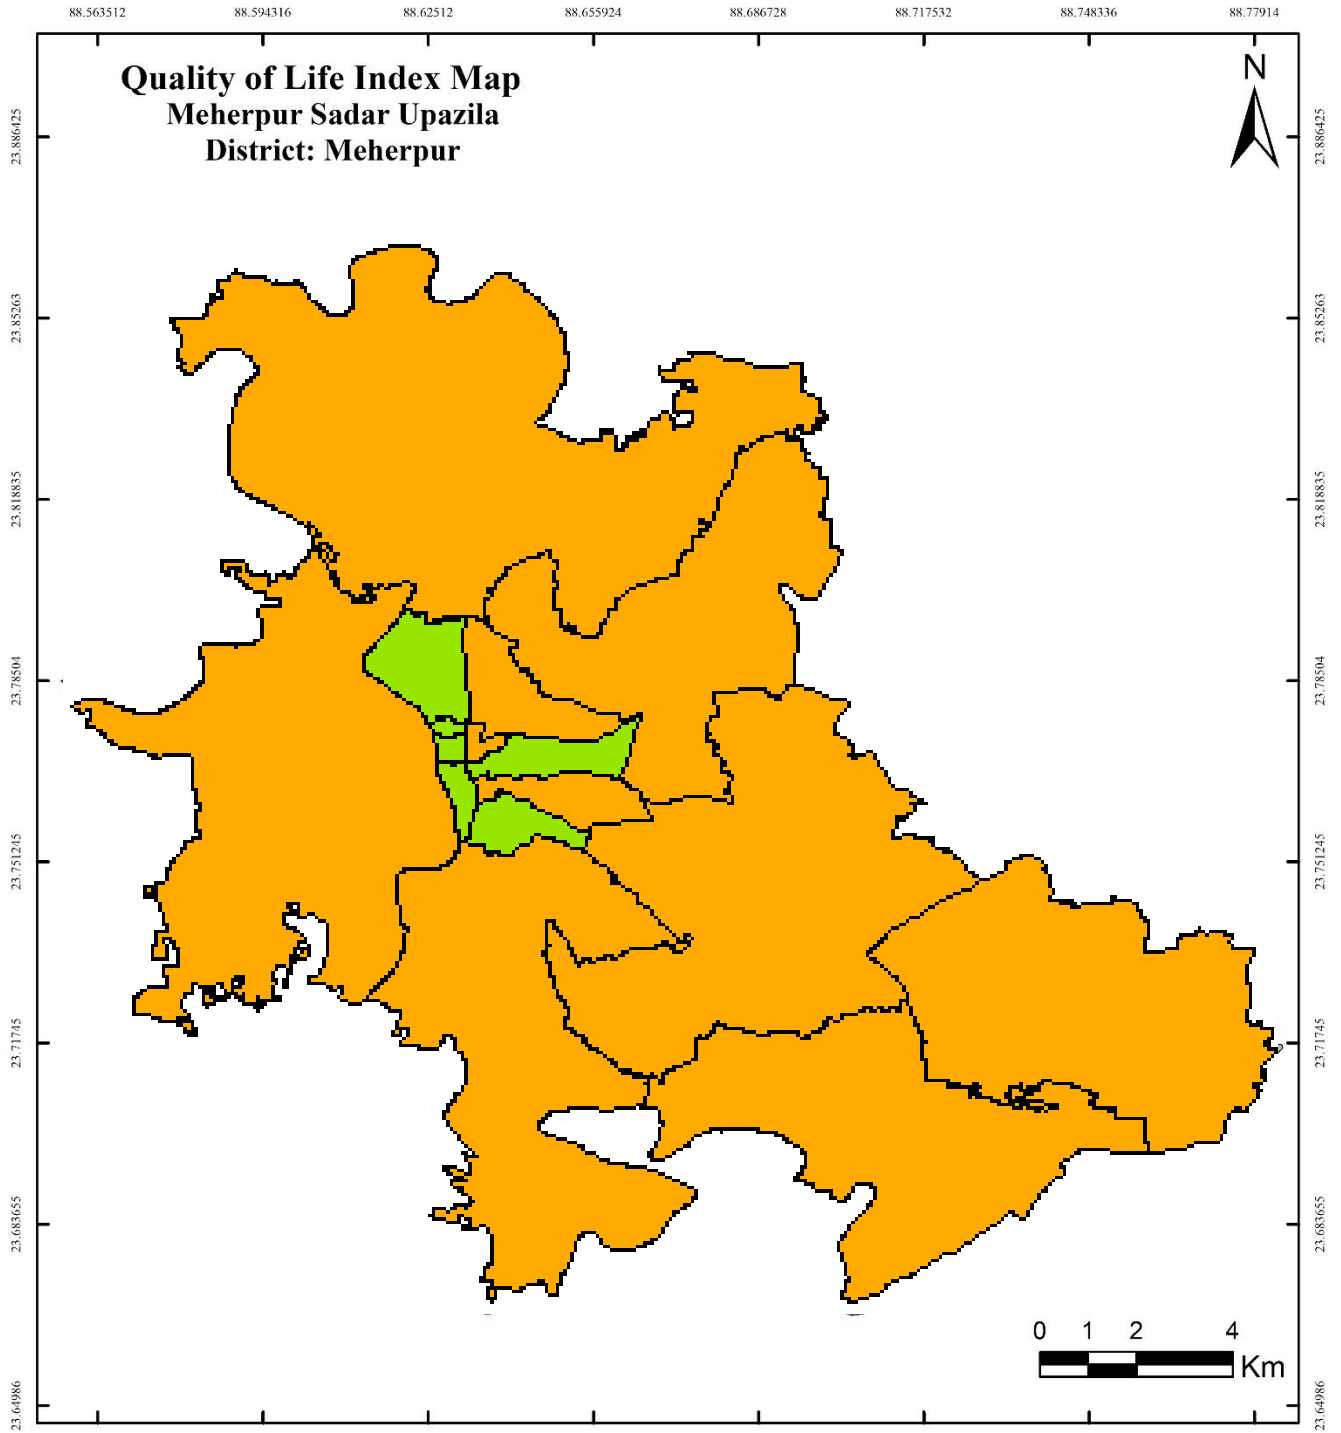 88.563512 88.594316 88.62512 88.655924 88.686728 88.717532 88.748336 88.77914
Quality of Life Index Map
Meherpur Sadar Upazila
District: Meherpur
N
23.886425 23.886425
23.85263 23.85263
23.818835 23.818835
23.78504 23.78504
23.751245 23.751245
23.71745 23.71745
23.683655 23.683655
23.64986 23.64986
0 1 2 4
Km